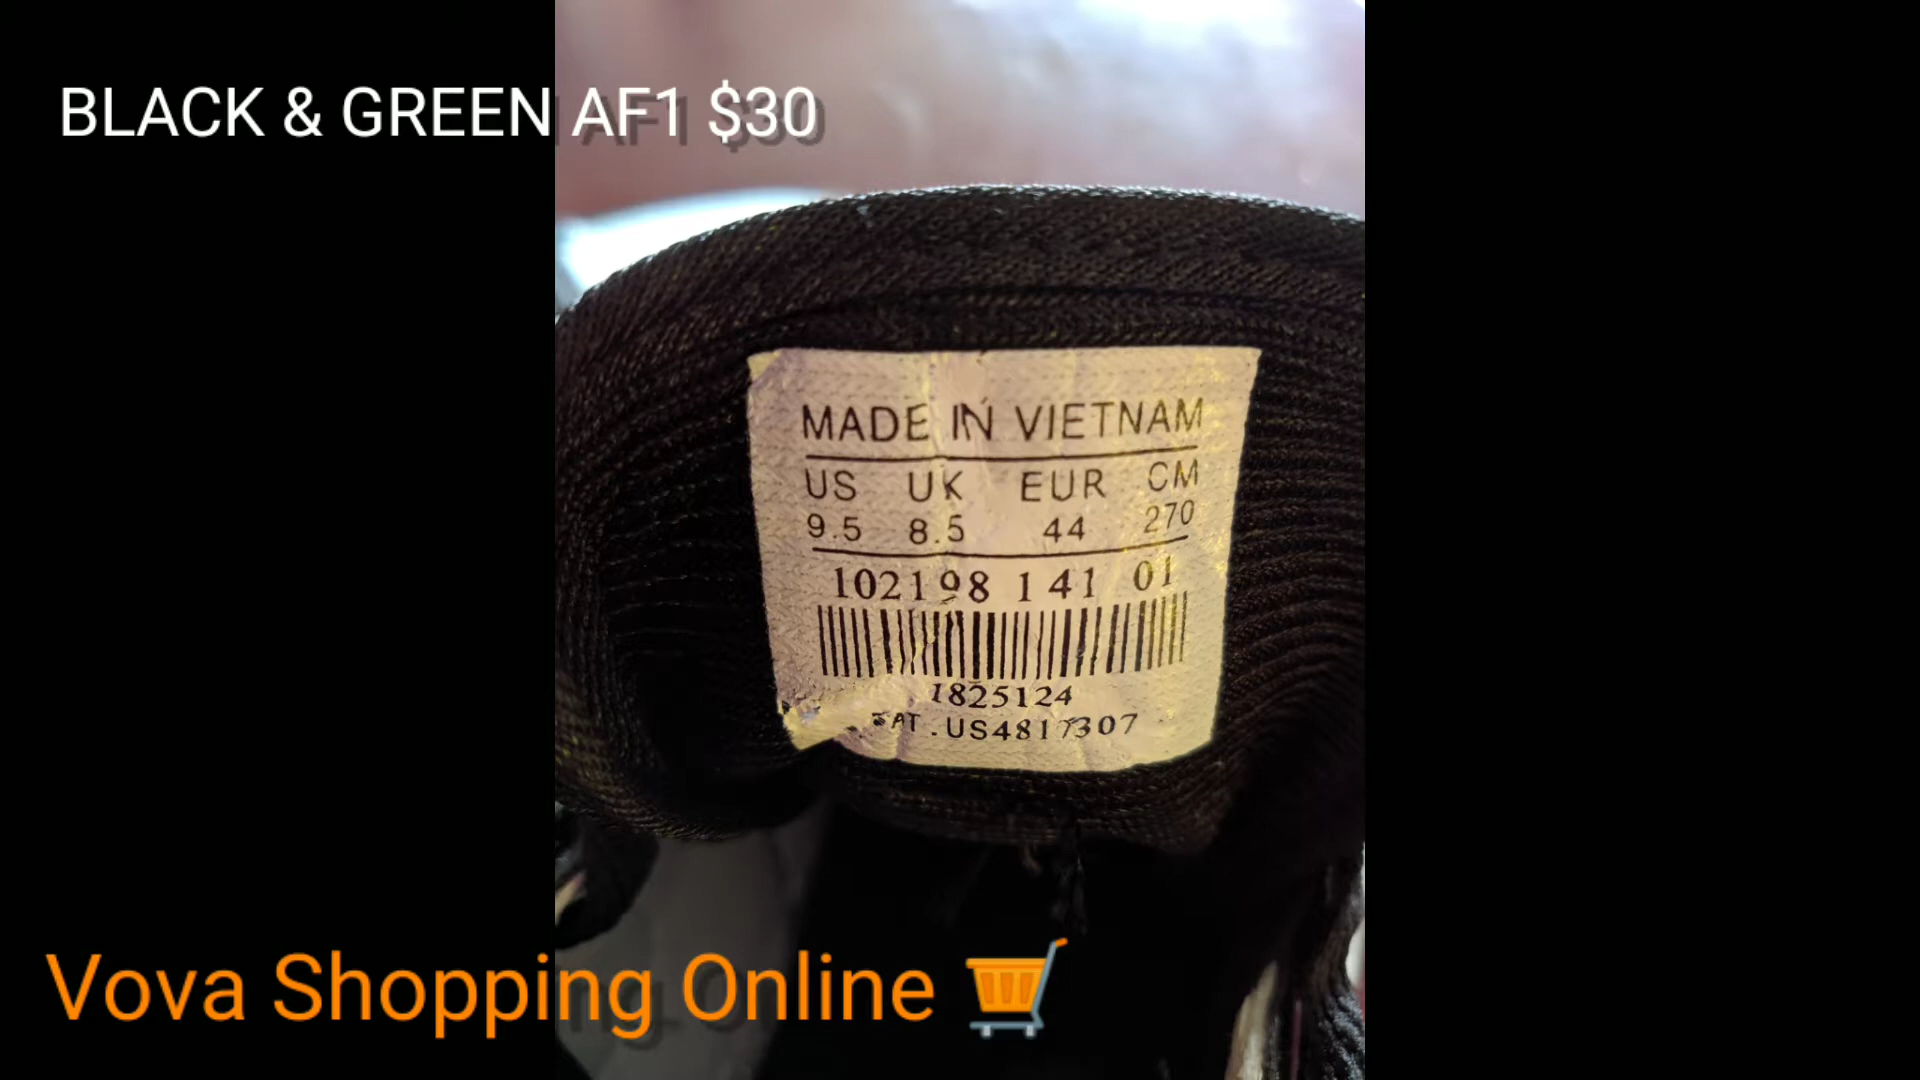 BLACK & GREEN AF1 $30
MADE IN VIETNAM
US UK EUR CM
9.5 8.5 44 270
102198 141 01
1825124
PAT.US4817307
Vova Shopping Online